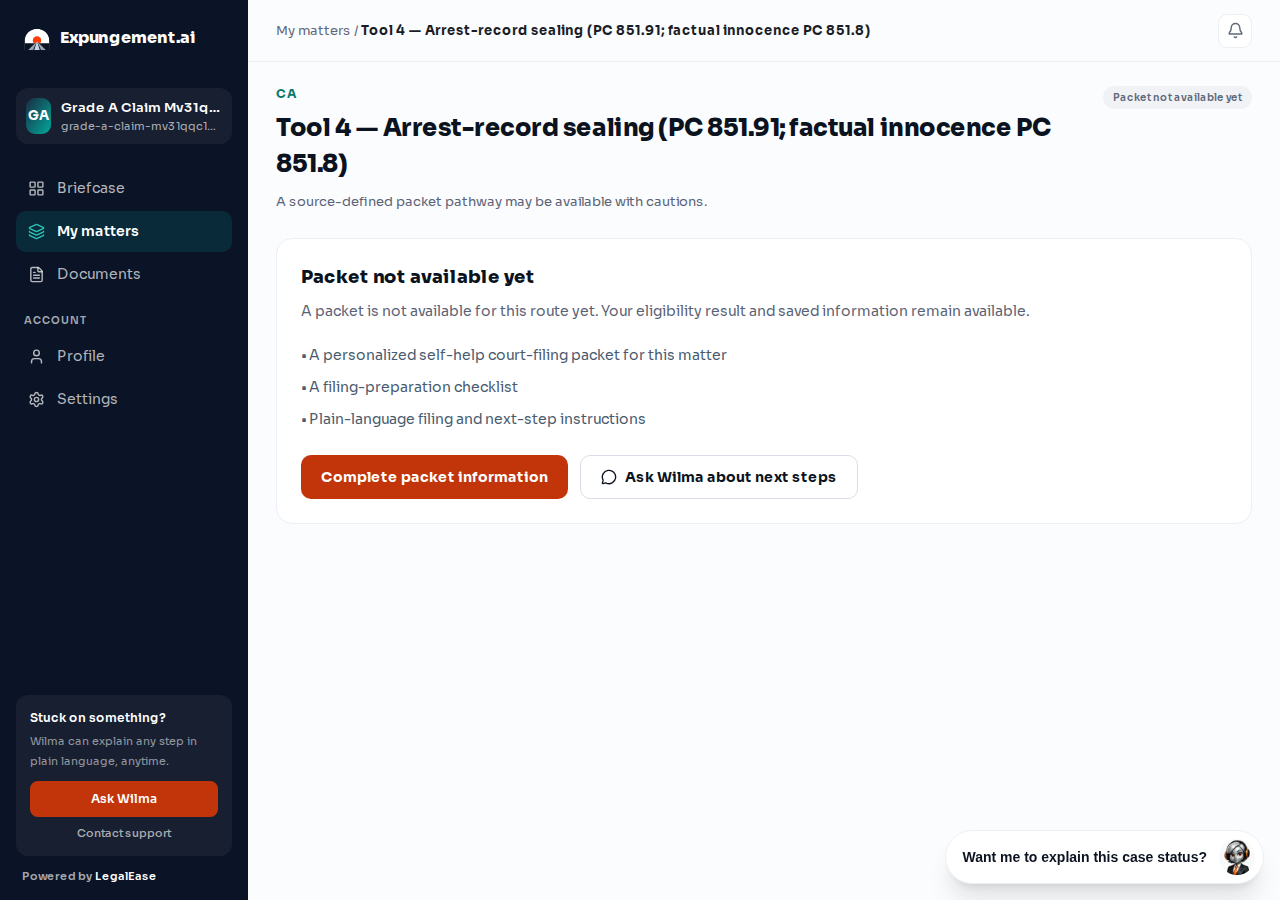 Expungement.ai
Grade A Claim Mv31q...
grade-a-claim-mv31qqc1...
GA
Briefcase
My matters
Documents
ACCOUNT
Profile
Settings
Stuck on something?
Wilma can explain any step in
plain language, anytime.
Ask Wilma
Contact support
Powered by LegalEase
My matters / Tool 4 — Arrest-record sealing (PC 851.91; factual innocence PC 851.8)
CA
Packet not available yet
Tool 4 — Arrest-record sealing (PC 851.91; factual innocence PC
851.8)
A source-defined packet pathway may be available with cautions.
Packet not available yet
A packet is not available for this route yet. Your eligibility result and saved information remain available.
▪ A personalized self-help court-filing packet for this matter
▪ A filing-preparation checklist
▪ Plain-language filing and next-step instructions
Complete packet information
Ask Wilma about next steps
Want me to explain this case status?